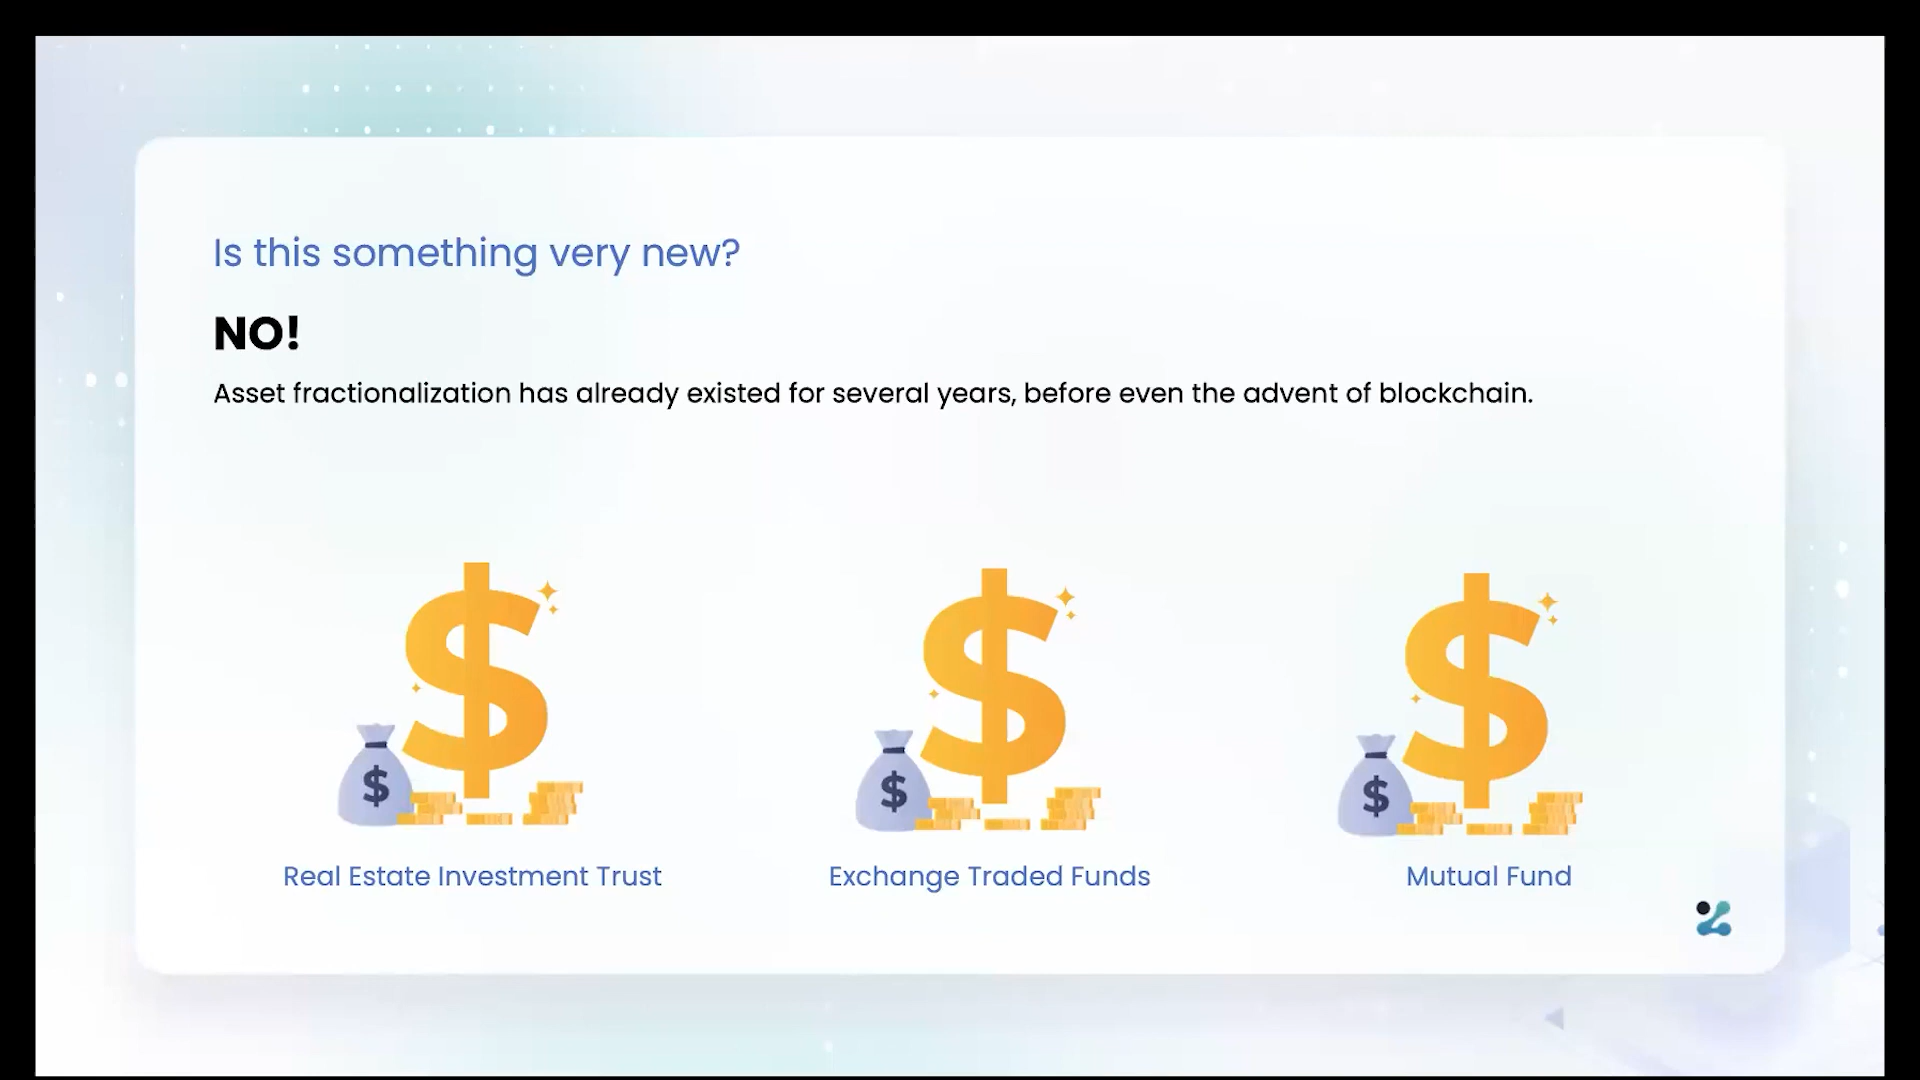 Is this something very new?
NO!
Asset fractionalization has already existed for several years, before even the advent of blockchain.
$ $ $
$ $ $
Real Estate Investment Trust
Exchange Traded Funds
Mutual Fund